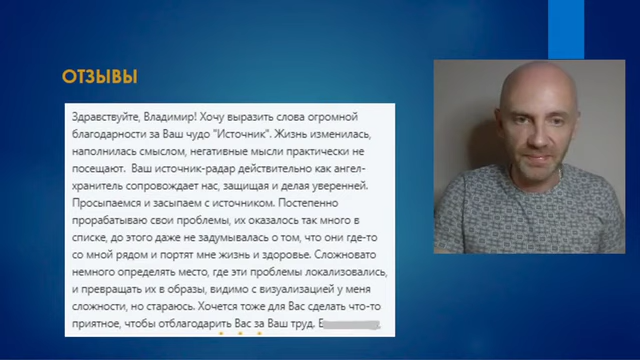 ОТЗЫВЫ
Здравствуйте, Владимир! Хочу выразить слова огромной
благодарности за Ваш чудо "Источник". Жизнь изменилась,
наполнилась смыслом, негативные мысли практически не
посещают.  Ваш источник-радар действительно как ангел-
хранитель сопровождает нас, защищая и делая уверенней.
Просыпаемся и засыпаем с источником. Постепенно
прорабатываю свои проблемы, их оказалось так много в
списке, до этого даже не задумывалась о том, что они где-то
со мной рядом и портят мне жизнь и здоровье. Сложновато
немного определять место, где эти проблемы локализовались,
и превращать их в образы, видимо с визуализацией у меня
сложности, но стараюсь. Хочется тоже для Вас сделать что-то
приятное, чтобы отблагодарить Вас за Ваш труд.